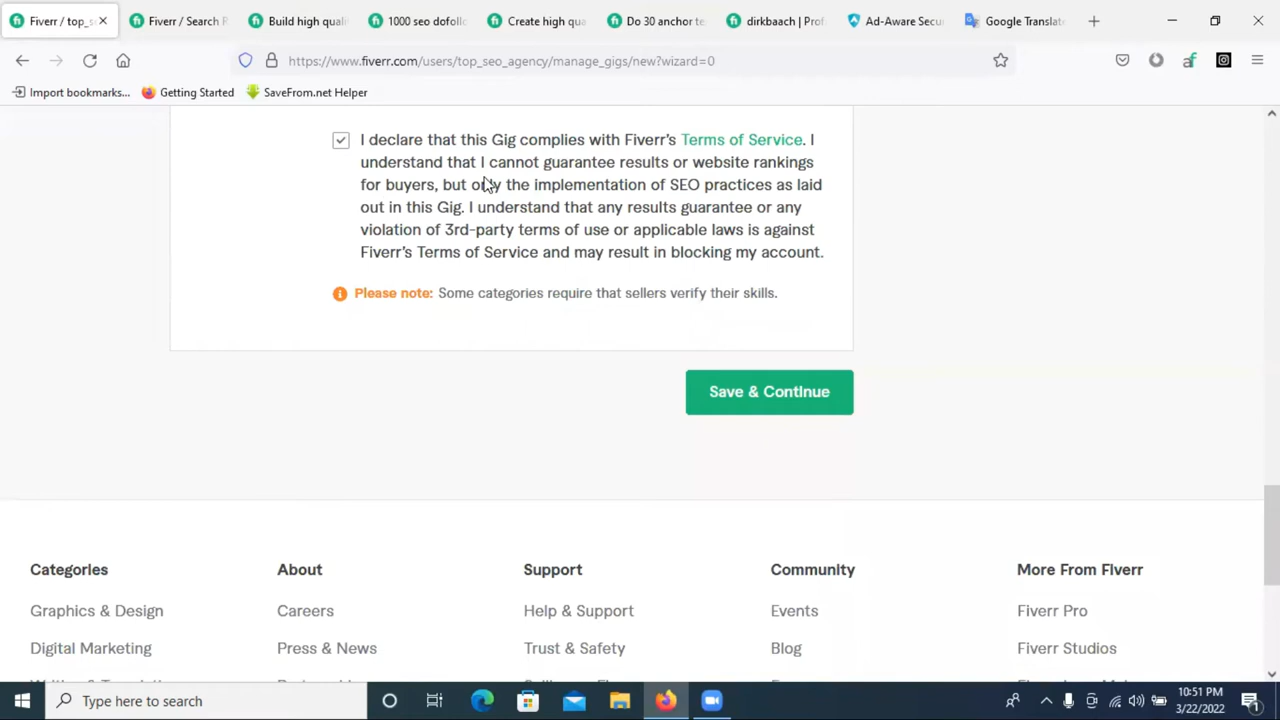 Fiverr / top_s
Fiverr / Search R
Build high quali
1000 seo dofollo
Create high qua
Do 30 anchor te
dirkbaach | Prof
Ad-Aware Secu
Google Translate
https://www.fiverr.com/users/top_seo_agency/manage_gigs/new?wizard=0
Import bookmarks...
Getting Started
SaveFrom.net Helper
I declare that this Gig complies with Fiverr's Terms of Service. I
understand that I cannot guarantee results or website rankings
for buyers, but only the implementation of SEO practices as laid
out in this Gig. I understand that any results guarantee or any
violation of 3rd-party terms of use or applicable laws is against
Fiverr's Terms of Service and may result in blocking my account.
Please note: Some categories require that sellers verify their skills.
Save & Continue
Categories
About
Support
Community
More From Fiverr
Graphics & Design
Careers
Help & Support
Events
Fiverr Pro
Digital Marketing
Press & News
Trust & Safety
Blog
Fiverr Studios
Type here to search
10:51 PM
3/22/2022